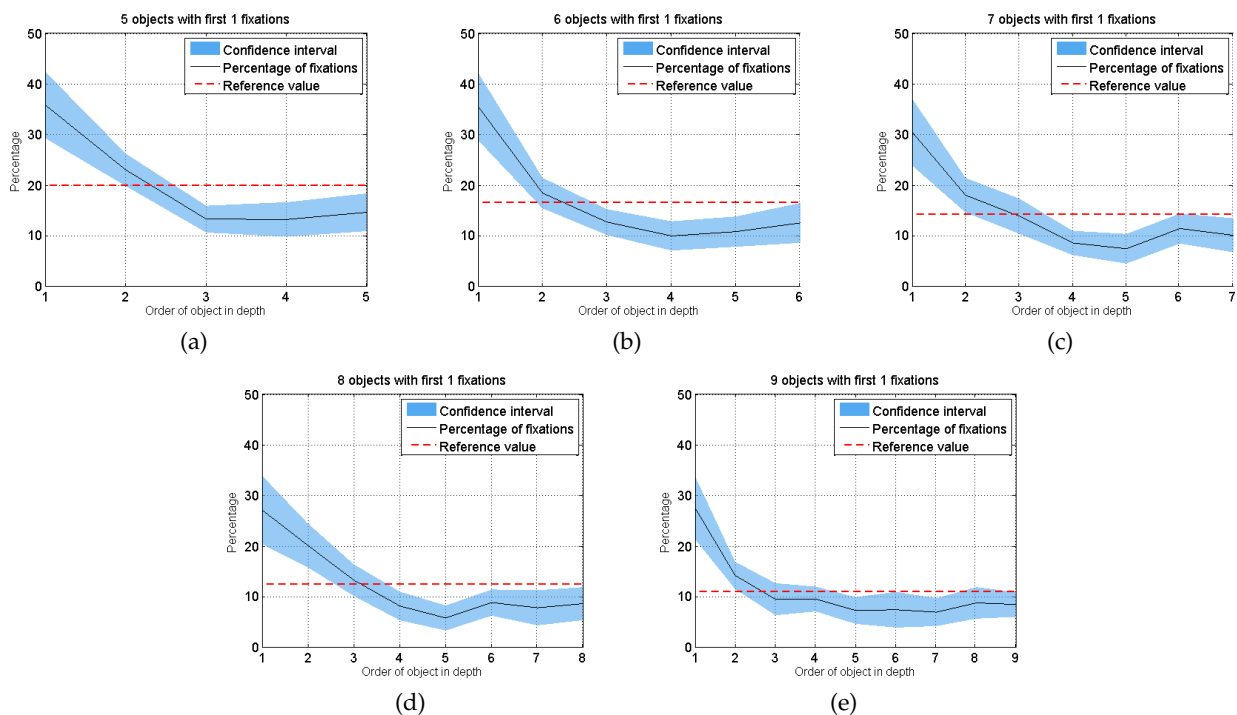 5 objects with first 1 fixations
50
40
30
20
10
0
Percentage
Confidence interval
Percentage of fixations
Reference value
1 2 3 4 5
Order of object in depth
(a)
6 objects with first 1 fixations
50
40
30
20
10
0
Percentage
Confidence interval
Percentage of fixations
Reference value
1 2 3 4 5 6
Order of object in depth
(b)
7 objects with first 1 fixations
50
40
30
20
10
0
Percentage
Confidence interval
Percentage of fixations
Reference value
1 2 3 4 5 6 7
Order of object in depth
(c)
8 objects with first 1 fixations
50
40
30
20
10
0
Percentage
Confidence interval
Percentage of fixations
Reference value
1 2 3 4 5 6 7 8
Order of object in depth
(d)
9 objects with first 1 fixations
50
40
30
20
10
0
Percentage
Confidence interval
Percentage of fixations
Reference value
1 2 3 4 5 6 7 8 9
Order of object in depth
(e)